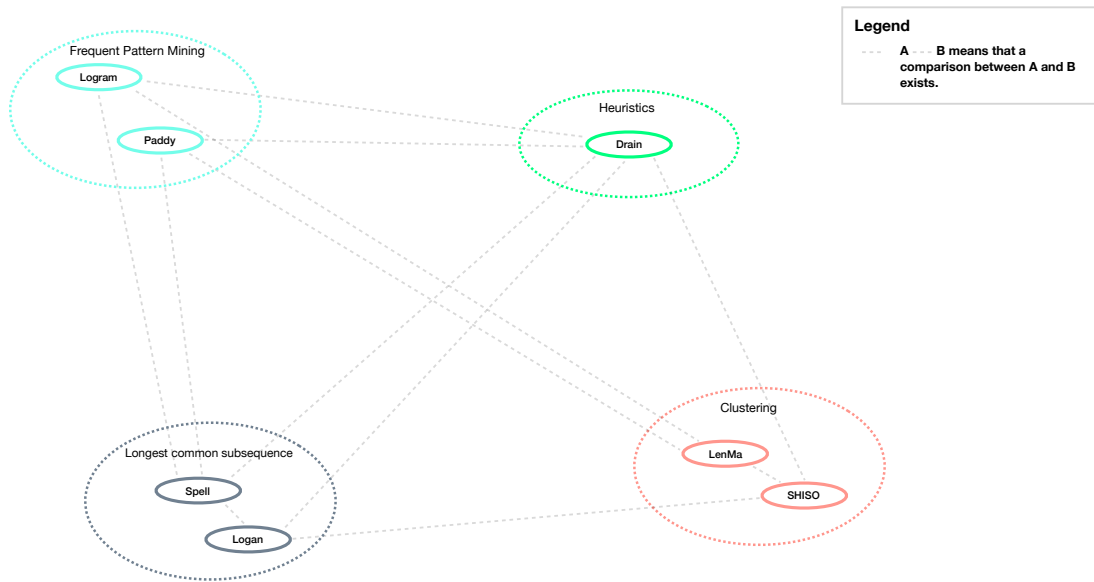 Legend
A - - - - B means that a
comparison between A and B
exists.
Frequent Pattern Mining
Logram
Paddy
Heuristics
Drain
Clustering
LenMa
SHISO
Longest common subsequence
Spell
Logan